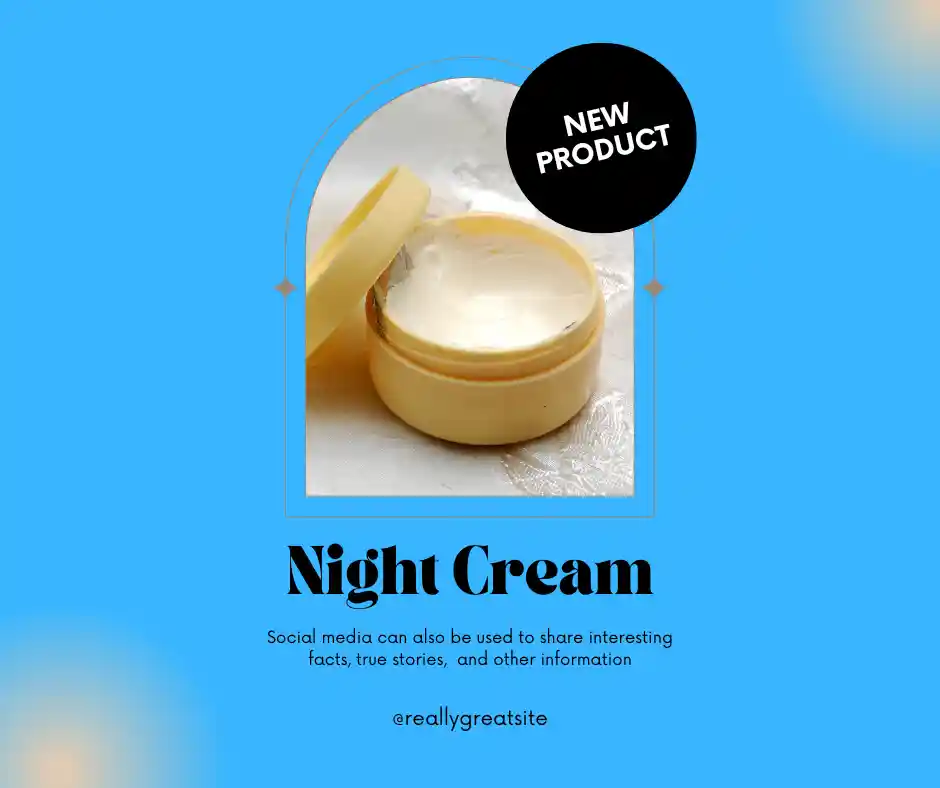 NEW
PRODUCT
Night Cream
Social media can also be used to share interesting
facts, true stories, and other information
@reallygreatsite